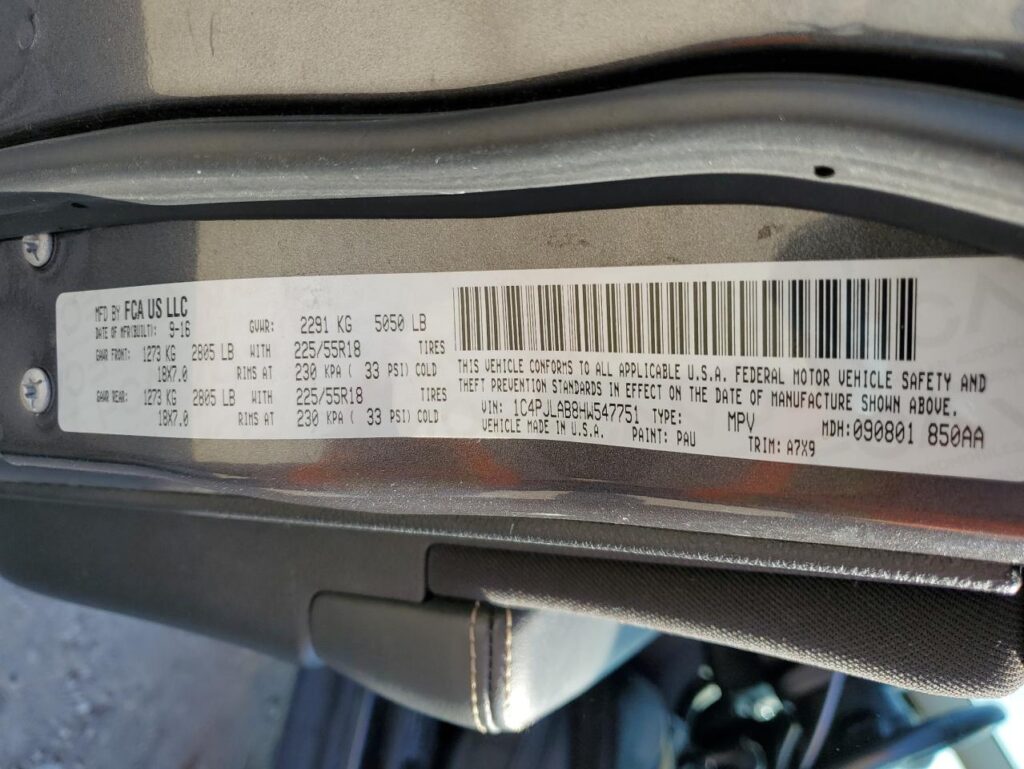 MFD BY FCA US LLC
DATE OF MFR(BUILT): 9-16 GVWR: 2291 KG 5050 LB
GAWR FRONT: 1273 KG 2805 LB WITH 225/55R18 TIRES
18X7.0 RIMS AT 230 KPA ( 33 PSI) COLD
GAWR REAR: 1273 KG 2805 LB WITH 225/55R18 TIRES
18X7.0 RIMS AT 230 KPA ( 33 PSI) COLD
THIS VEHICLE CONFORMS TO ALL APPLICABLE U.S.A. FEDERAL MOTOR VEHICLE SAFETY AND
THEFT PREVENTION STANDARDS IN EFFECT ON THE DATE OF MANUFACTURE SHOWN ABOVE.
VIN: 1C4PJLAB8HW547751 TYPE: MPV MDH:090801 850AA
VEHICLE MADE IN U.S.A. PAINT: PAU TRIM: A7X9